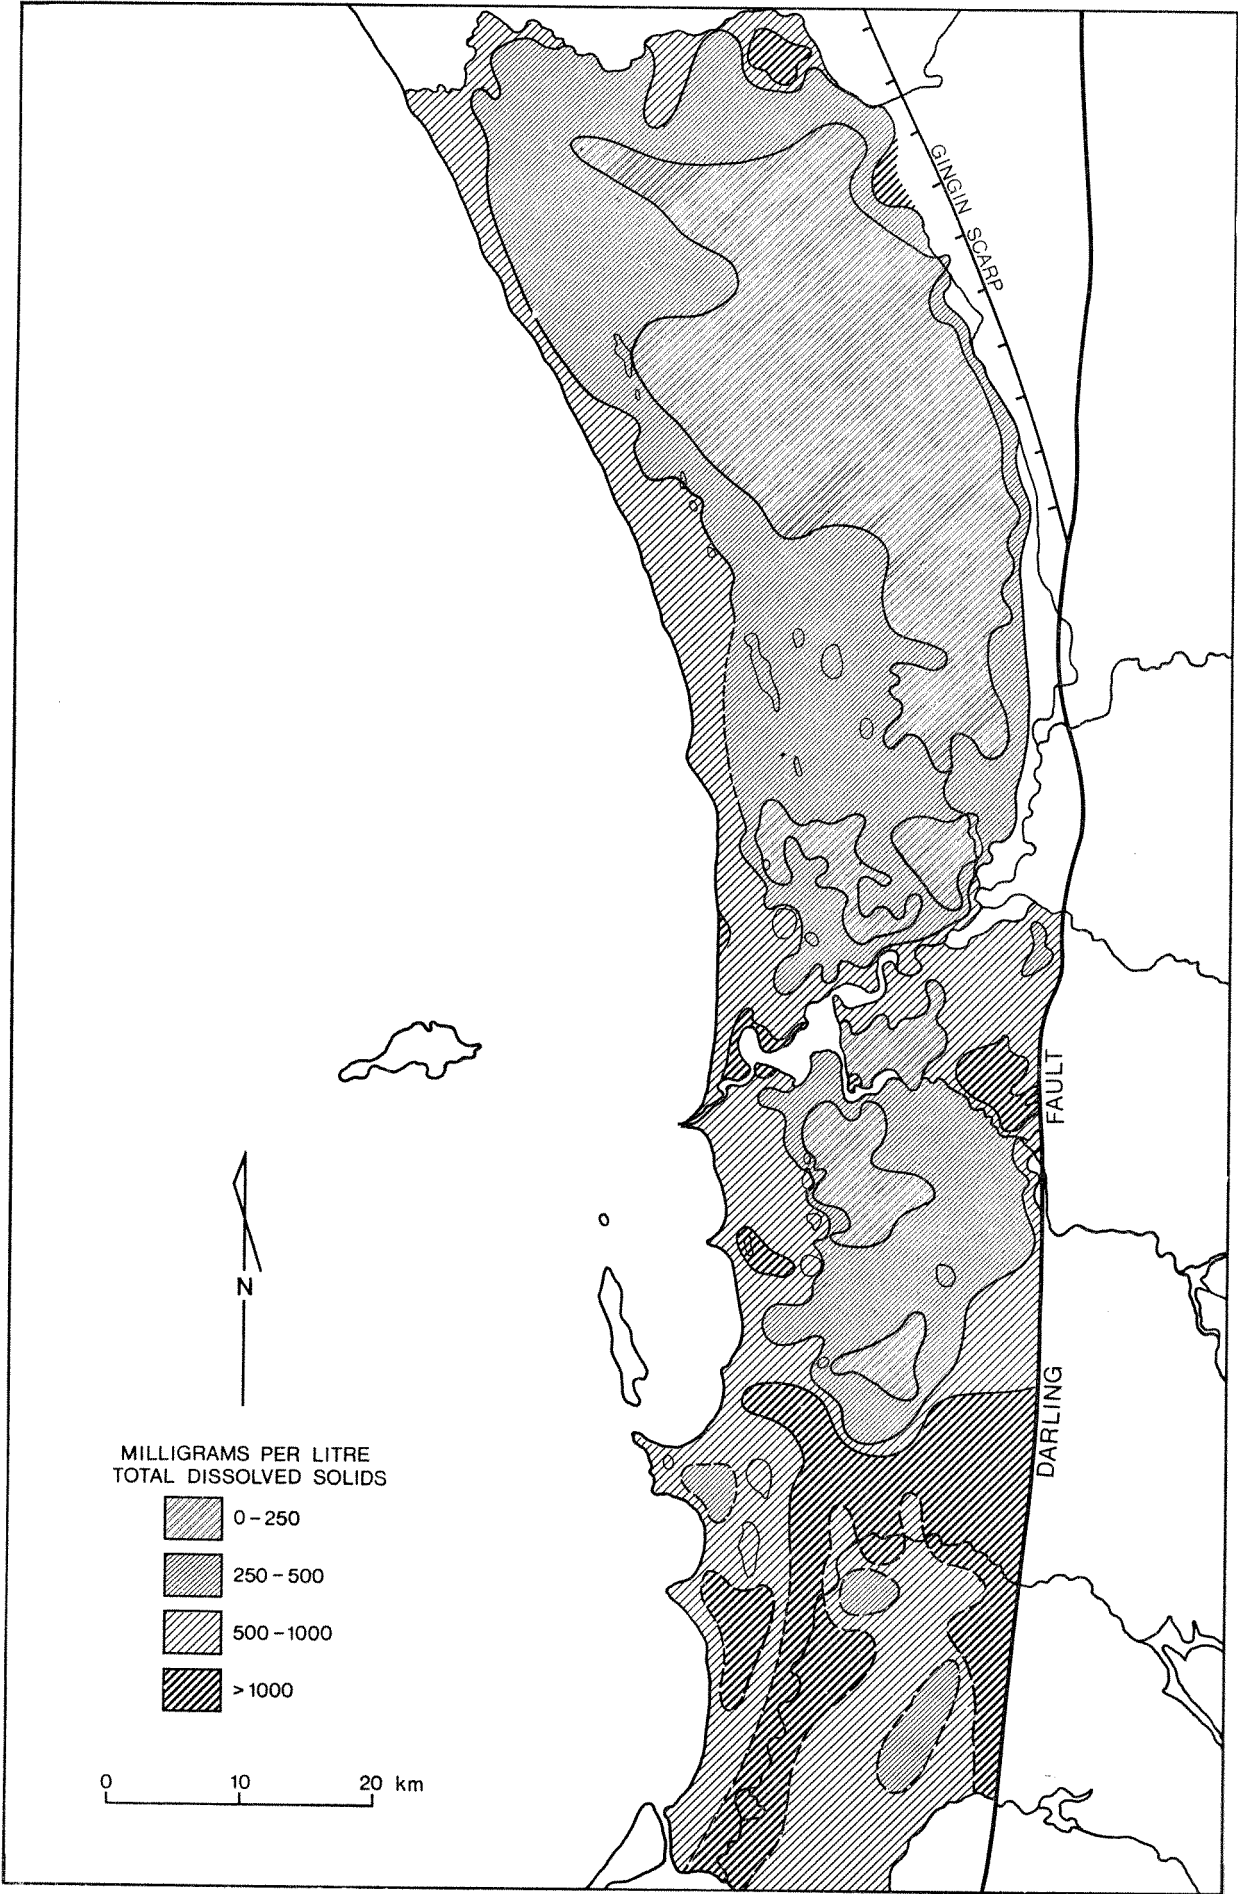 GINGIN SCARP
FAULT
DARLING
N
MILLIGRAMS PER LITRE
TOTAL DISSOLVED SOLIDS
0-250
250-500
500-1000
>1000
0 10 20 km